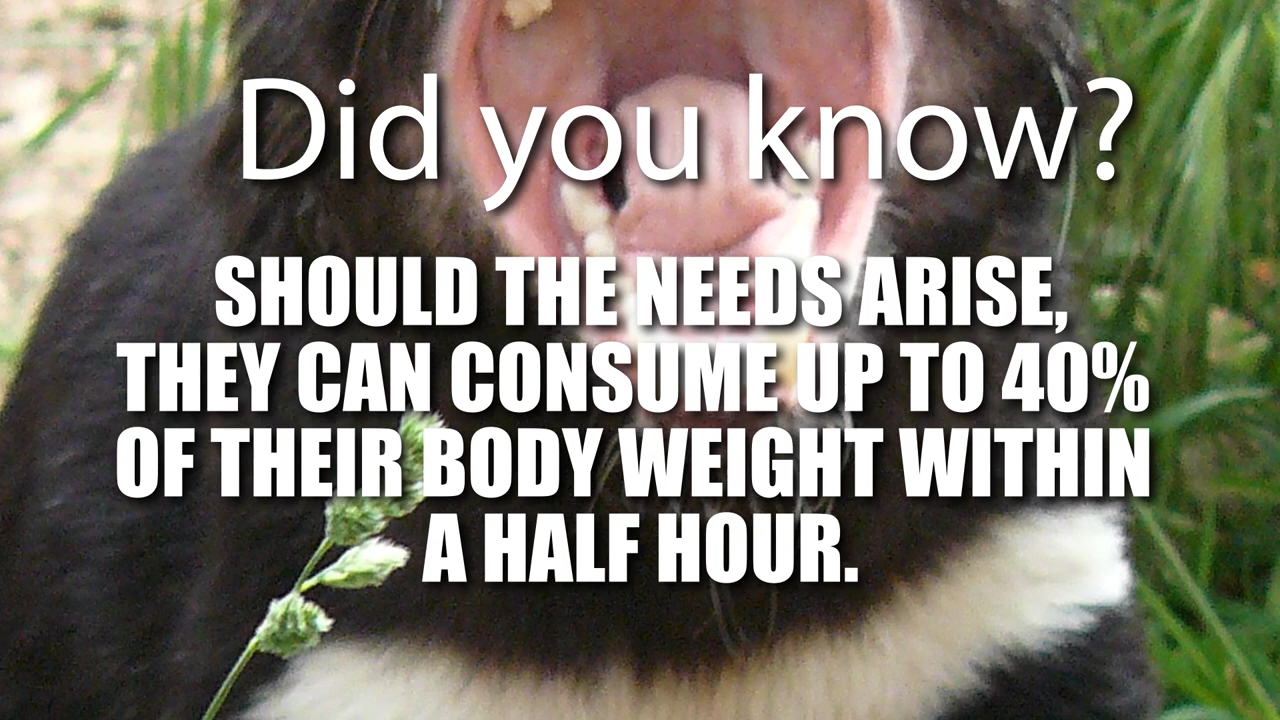 Did you know?
SHOULD THE NEEDS ARISE,
THEY CAN CONSUME UP TO 40%
OF THEIR BODY WEIGHT WITHIN
A HALF HOUR.